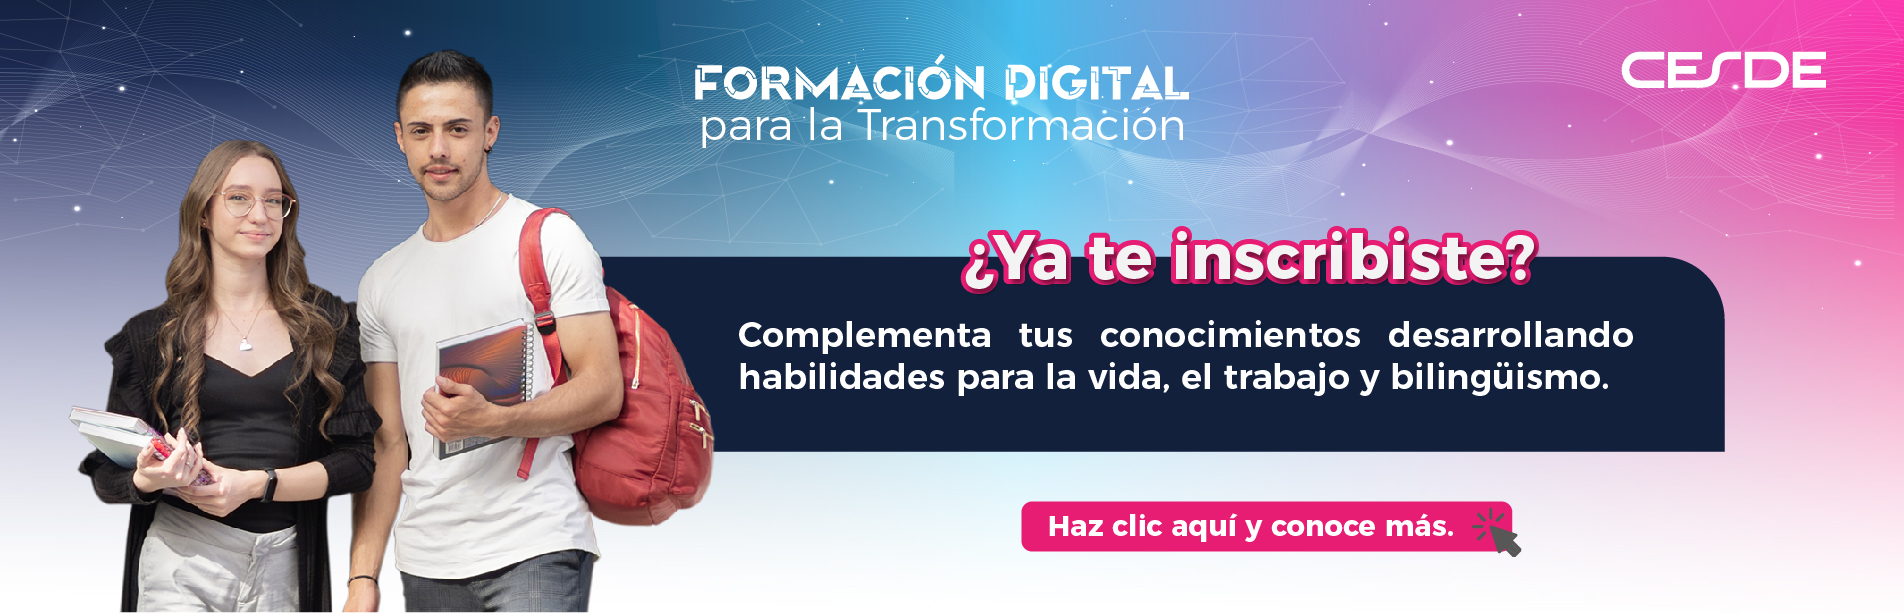 FORMACIÓN DIGITAL
para la Transformación
CESDE
¿Ya te inscribiste?
Complementa tus conocimientos desarrollando
habilidades para la vida, el trabajo y bilingüismo.
Haz clic aquí y conoce más.